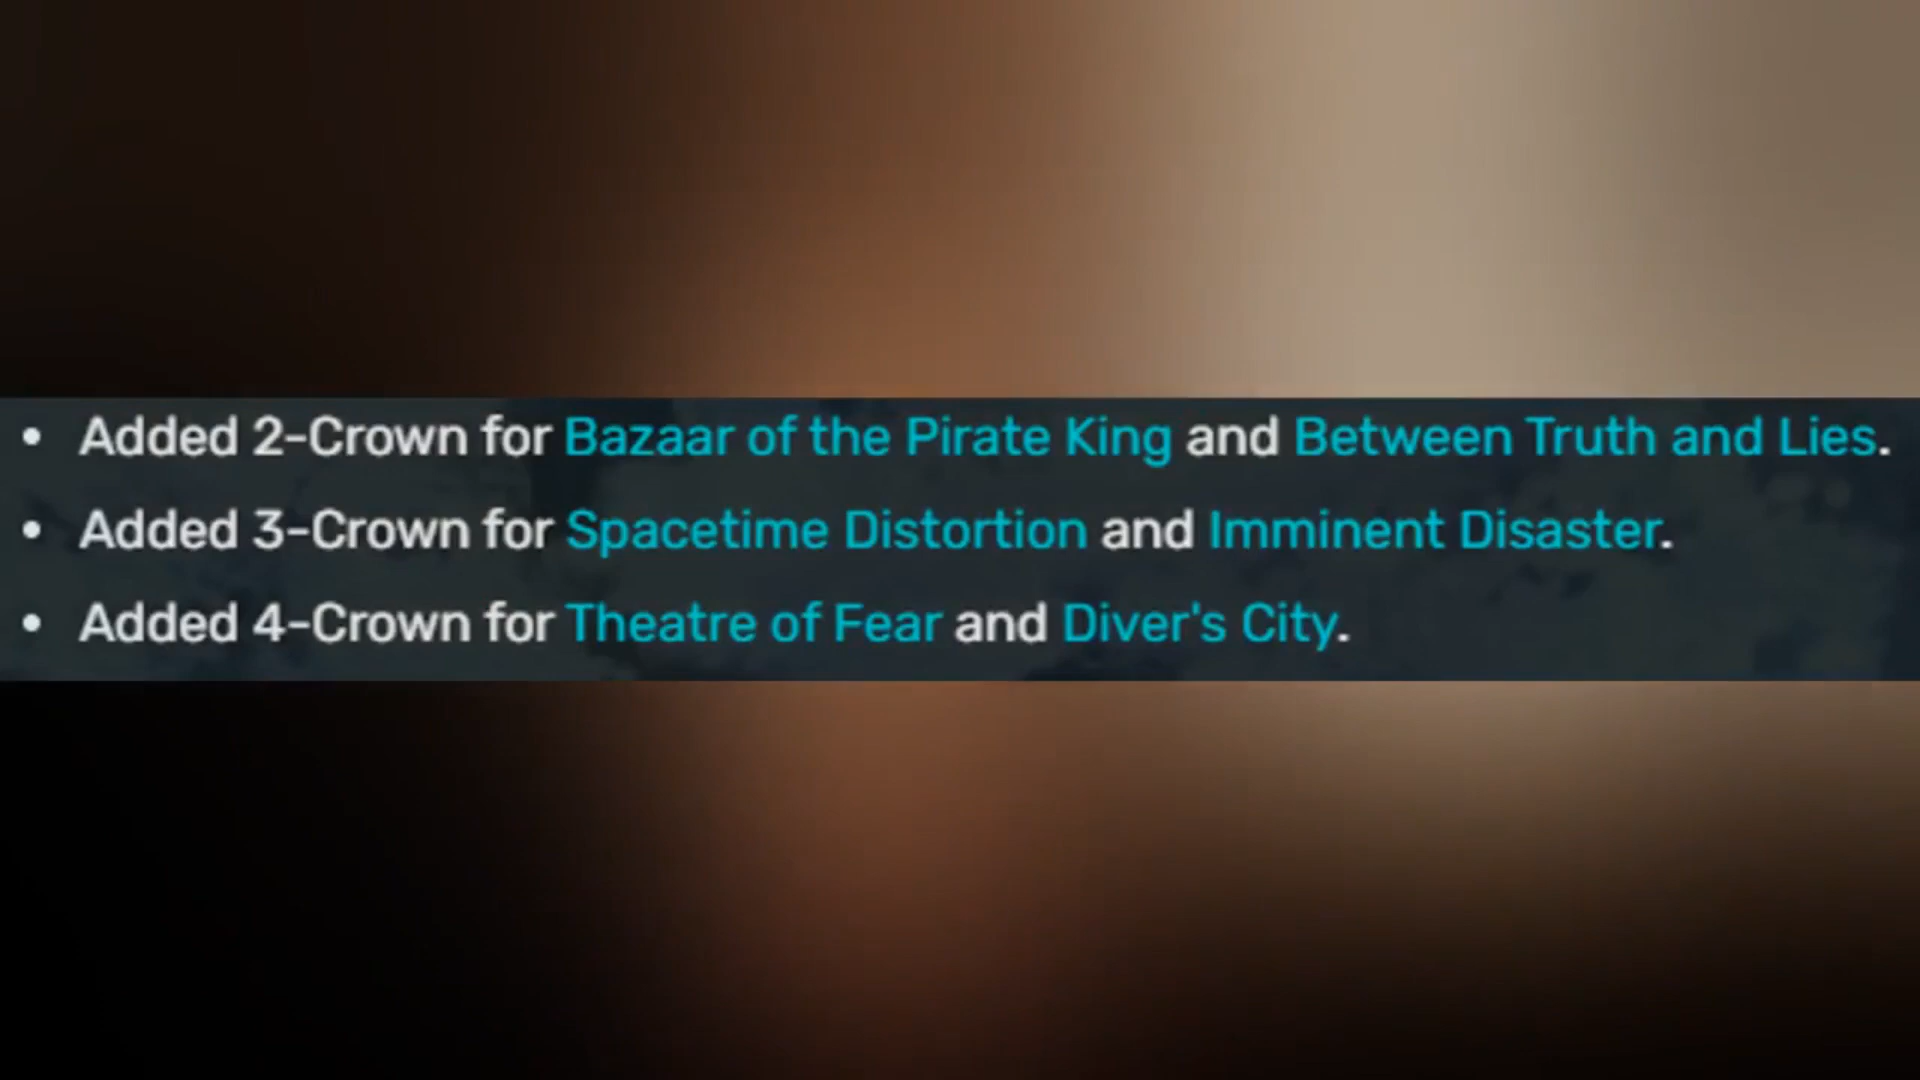 • Added 2-Crown for Bazaar of the Pirate King and Between Truth and Lies.
• Added 3-Crown for Spacetime Distortion and Imminent Disaster.
• Added 4-Crown for Theatre of Fear and Diver's City.